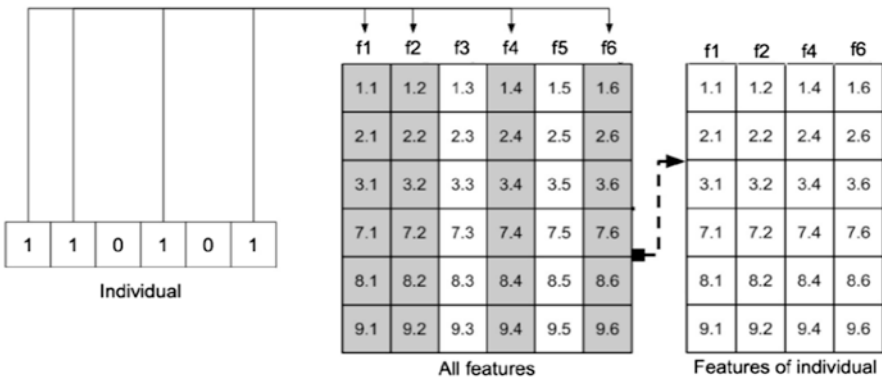 f1 f2 f3 f4 f5 f6
1.1 1.2 1.3 1.4 1.5 1.6
2.1 2.2 2.3 2.4 2.5 2.6
3.1 3.2 3.3 3.4 3.5 3.6
7.1 7.2 7.3 7.4 7.5 7.6
8.1 8.2 8.3 8.4 8.5 8.6
9.1 9.2 9.3 9.4 9.5 9.6
All features
1 1 0 1 0 1
Individual
f1 f2 f4 f6
1.1 1.2 1.4 1.6
2.1 2.2 2.4 2.6
3.1 3.2 3.4 3.6
7.1 7.2 7.4 7.6
8.1 8.2 8.4 8.6
9.1 9.2 9.4 9.6
Features of individual